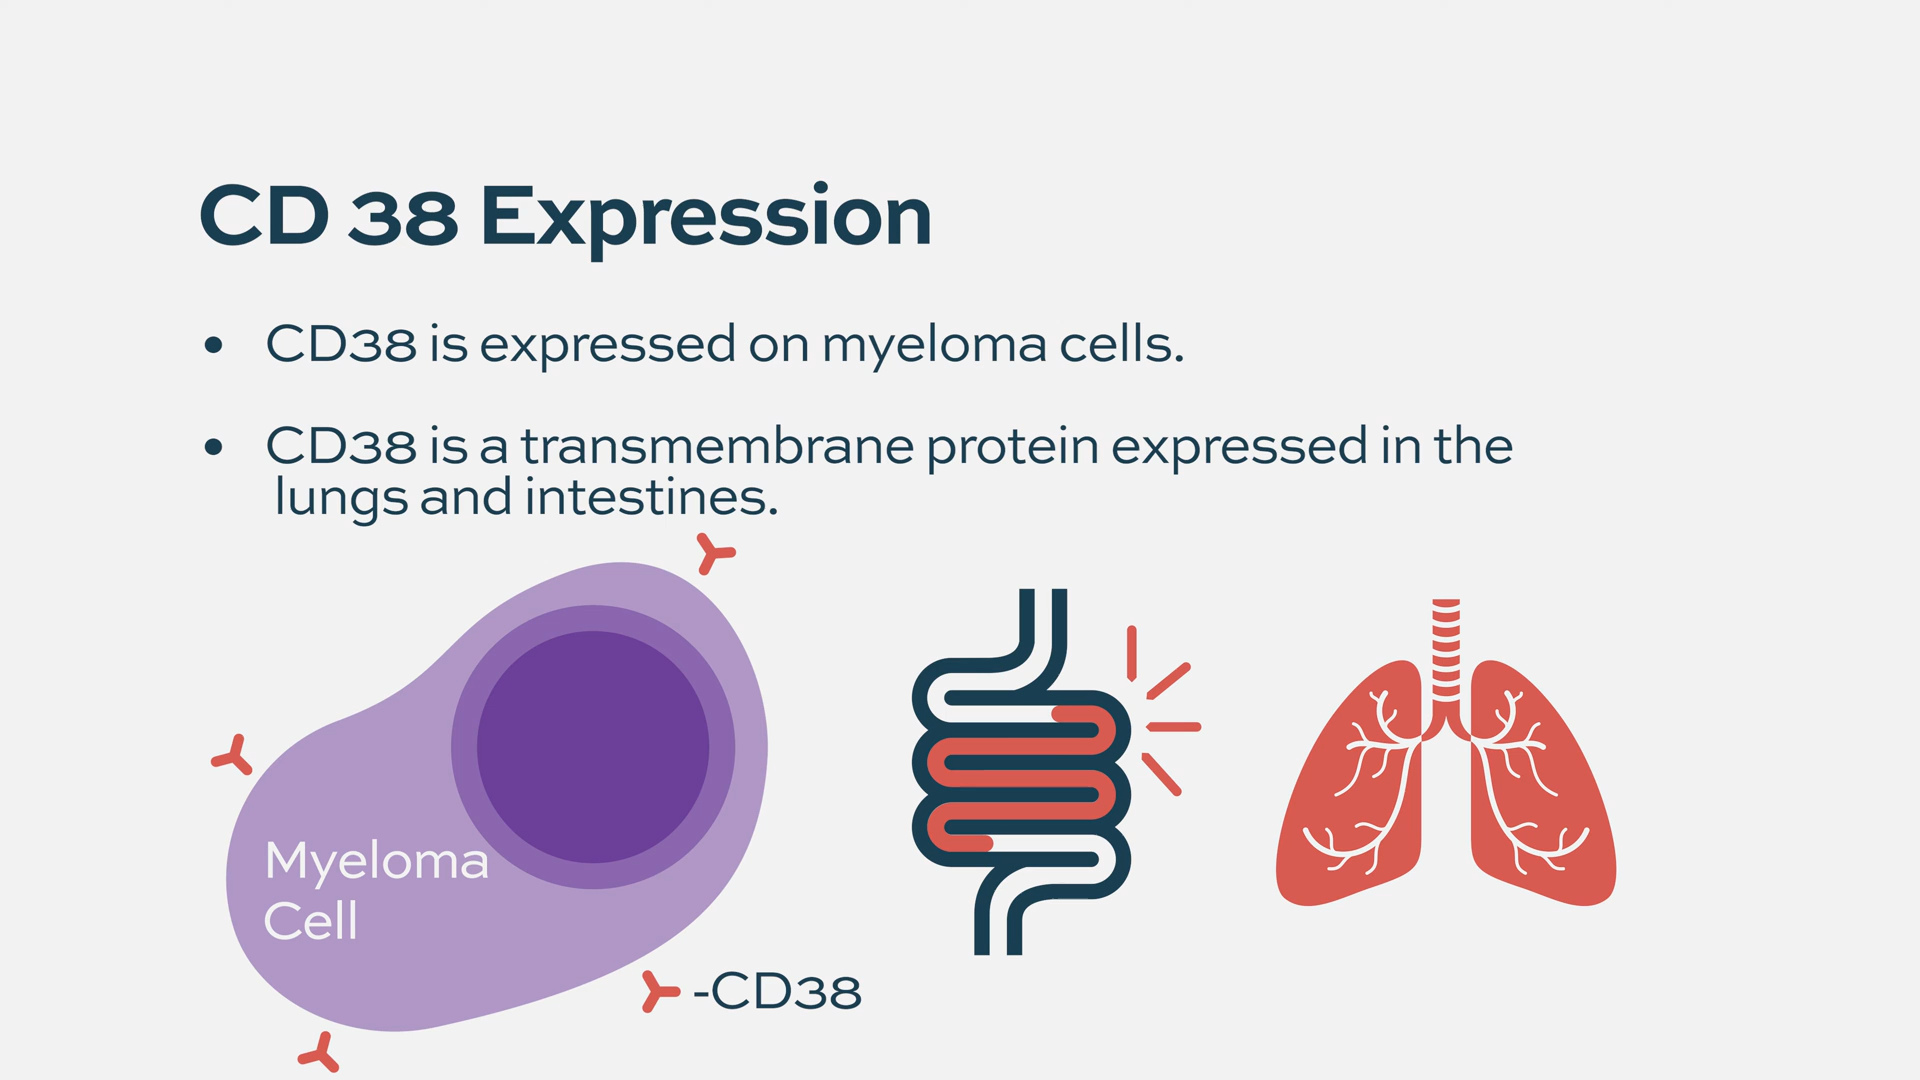 CD 38 Expression
• CD38 is expressed on myeloma cells.
• CD38 is a transmembrane protein expressed in the
lungs and intestines.
Myeloma
Cell
-CD38